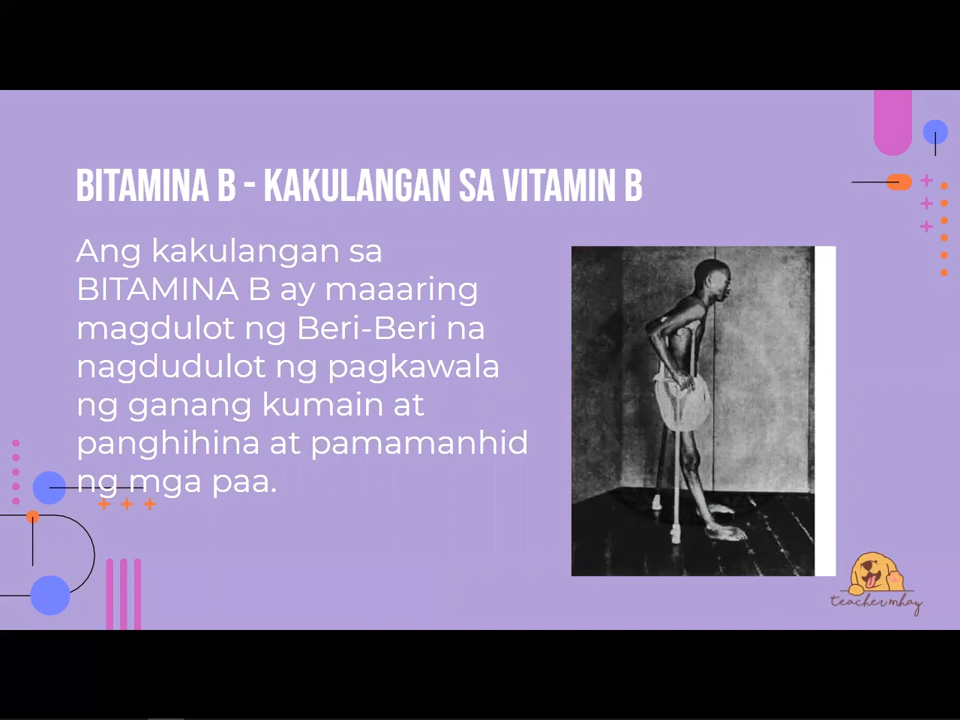 BITAMINA B - KAKULANGAN SA VITAMIN B
Ang kakulangan sa
BITAMINA B ay maaaring
magdulot ng Beri-Beri na
nagdudulot ng pagkawala
ng ganang kumain at
panghihina at pamamanhid
ng mga paa.
teachermhay